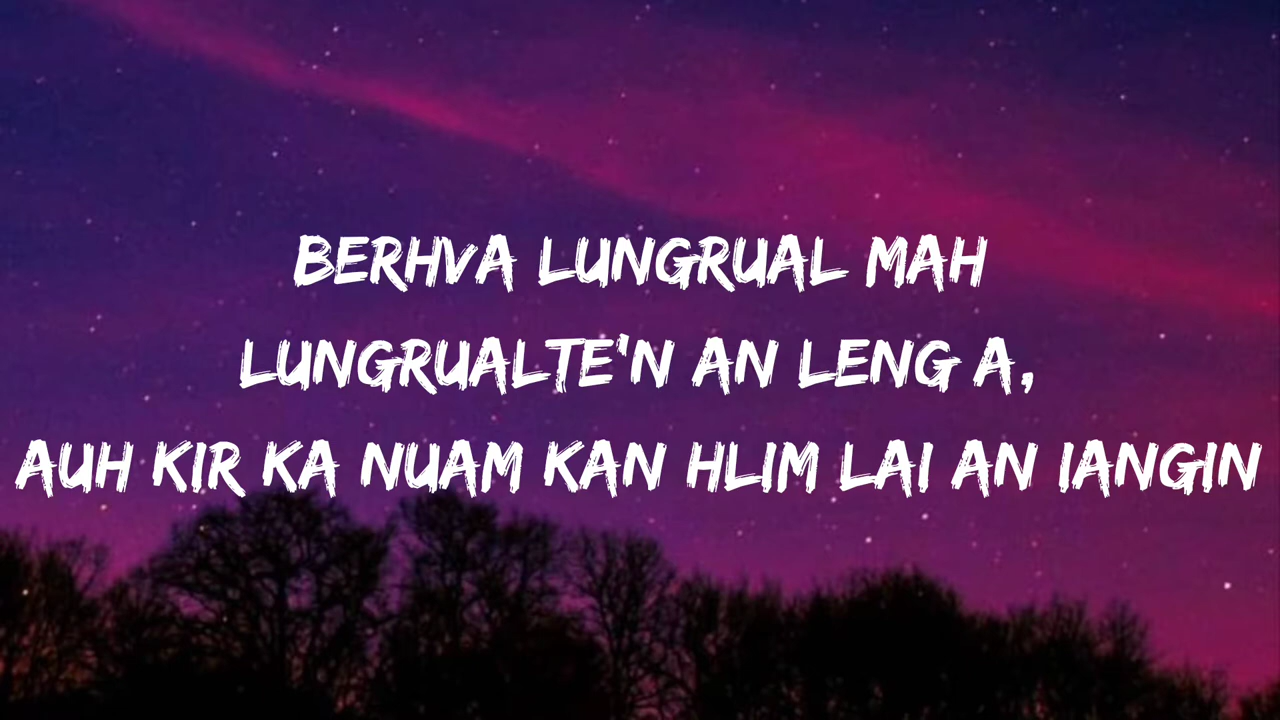 BERHVA LUNGRUAL MAH
LUNGRUALTE'N AN LENG A,
AUH KIR KA NUAM KAN HLIM LAI AN IANGIN